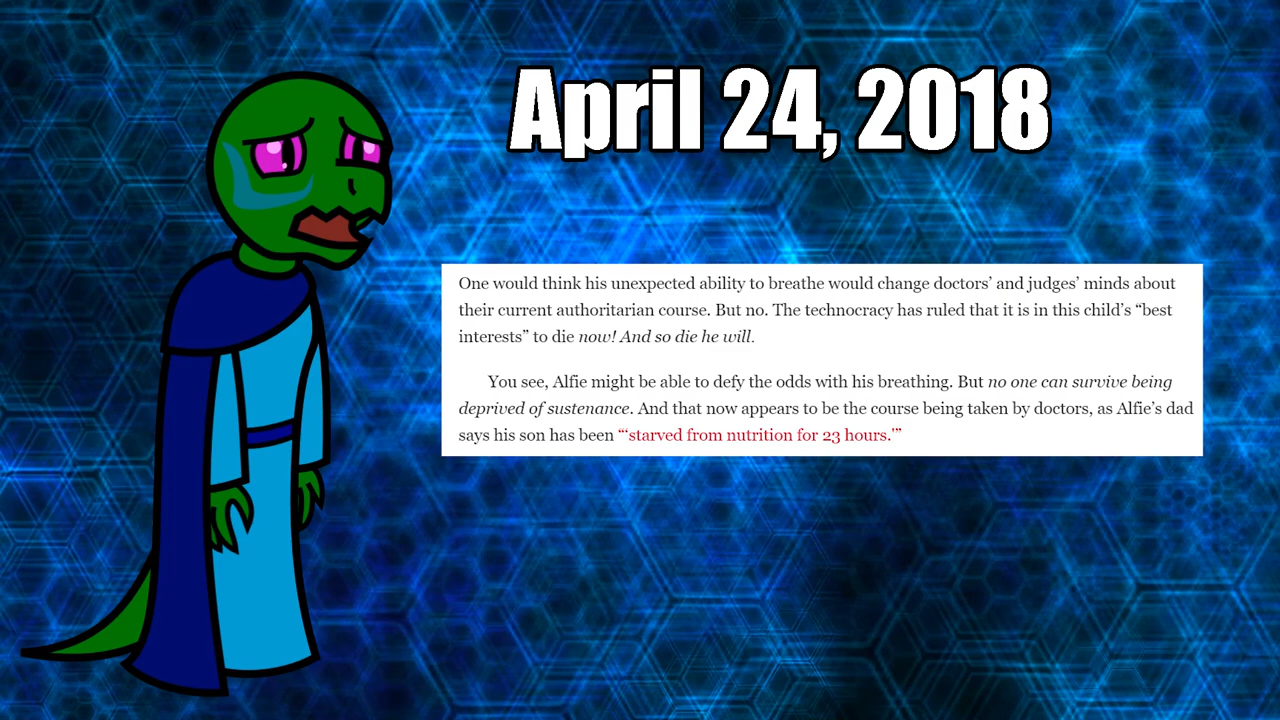 April 24, 2018
One would think his unexpected ability to breathe would change doctors’ and judges’ minds about
their current authoritarian course. But no. The technocracy has ruled that it is in this child’s “best
interests” to die now! And so die he will.
You see, Alfie might be able to defy the odds with his breathing. But no one can survive being
deprived of sustenance. And that now appears to be the course being taken by doctors, as Alfie’s dad
says his son has been “‘starved from nutrition for 23 hours.'”